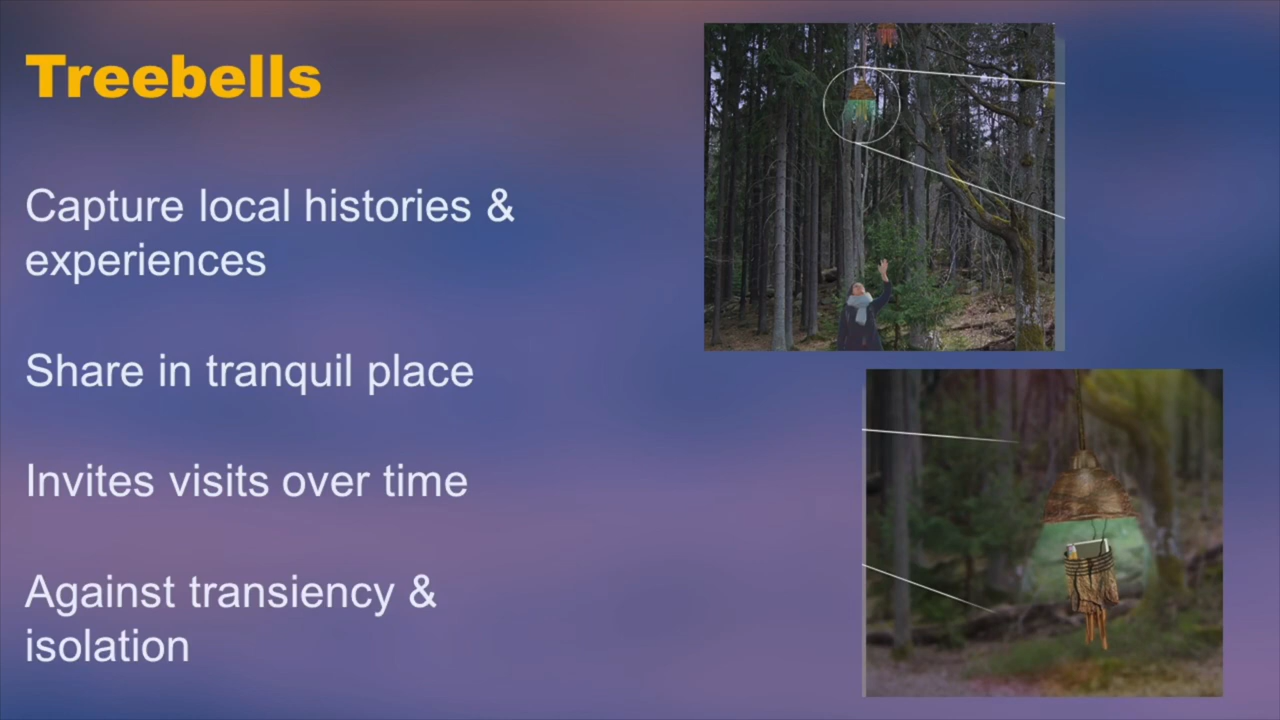 Treebells
Capture local histories &
experiences
Share in tranquil place
Invites visits over time
Against transiency &
isolation